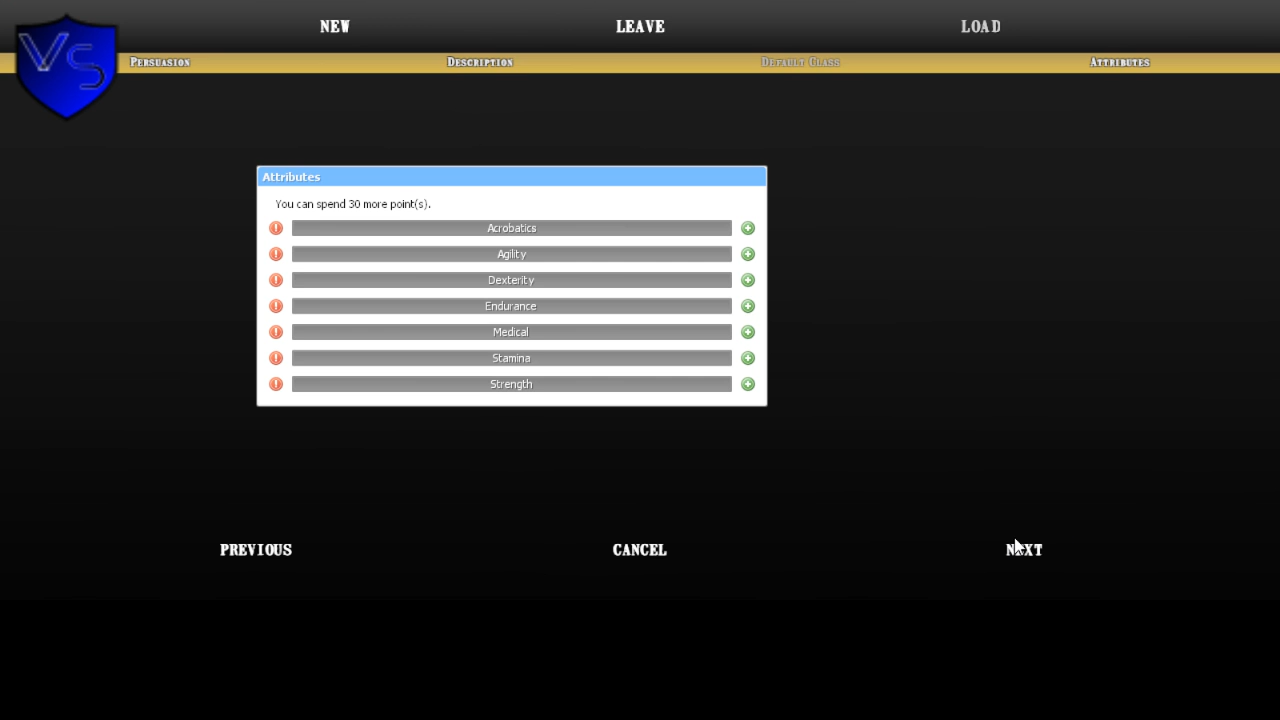 NEW LEAVE LOAD
VS
PERSUASION DESCRIPTION DEFAULT CLASS ATTRIBUTES
Attributes
You can spend 30 more point(s).
Acrobatics
Agility
Dexterity
Endurance
Medical
Stamina
Strength
PREVIOUS CANCEL NEXT